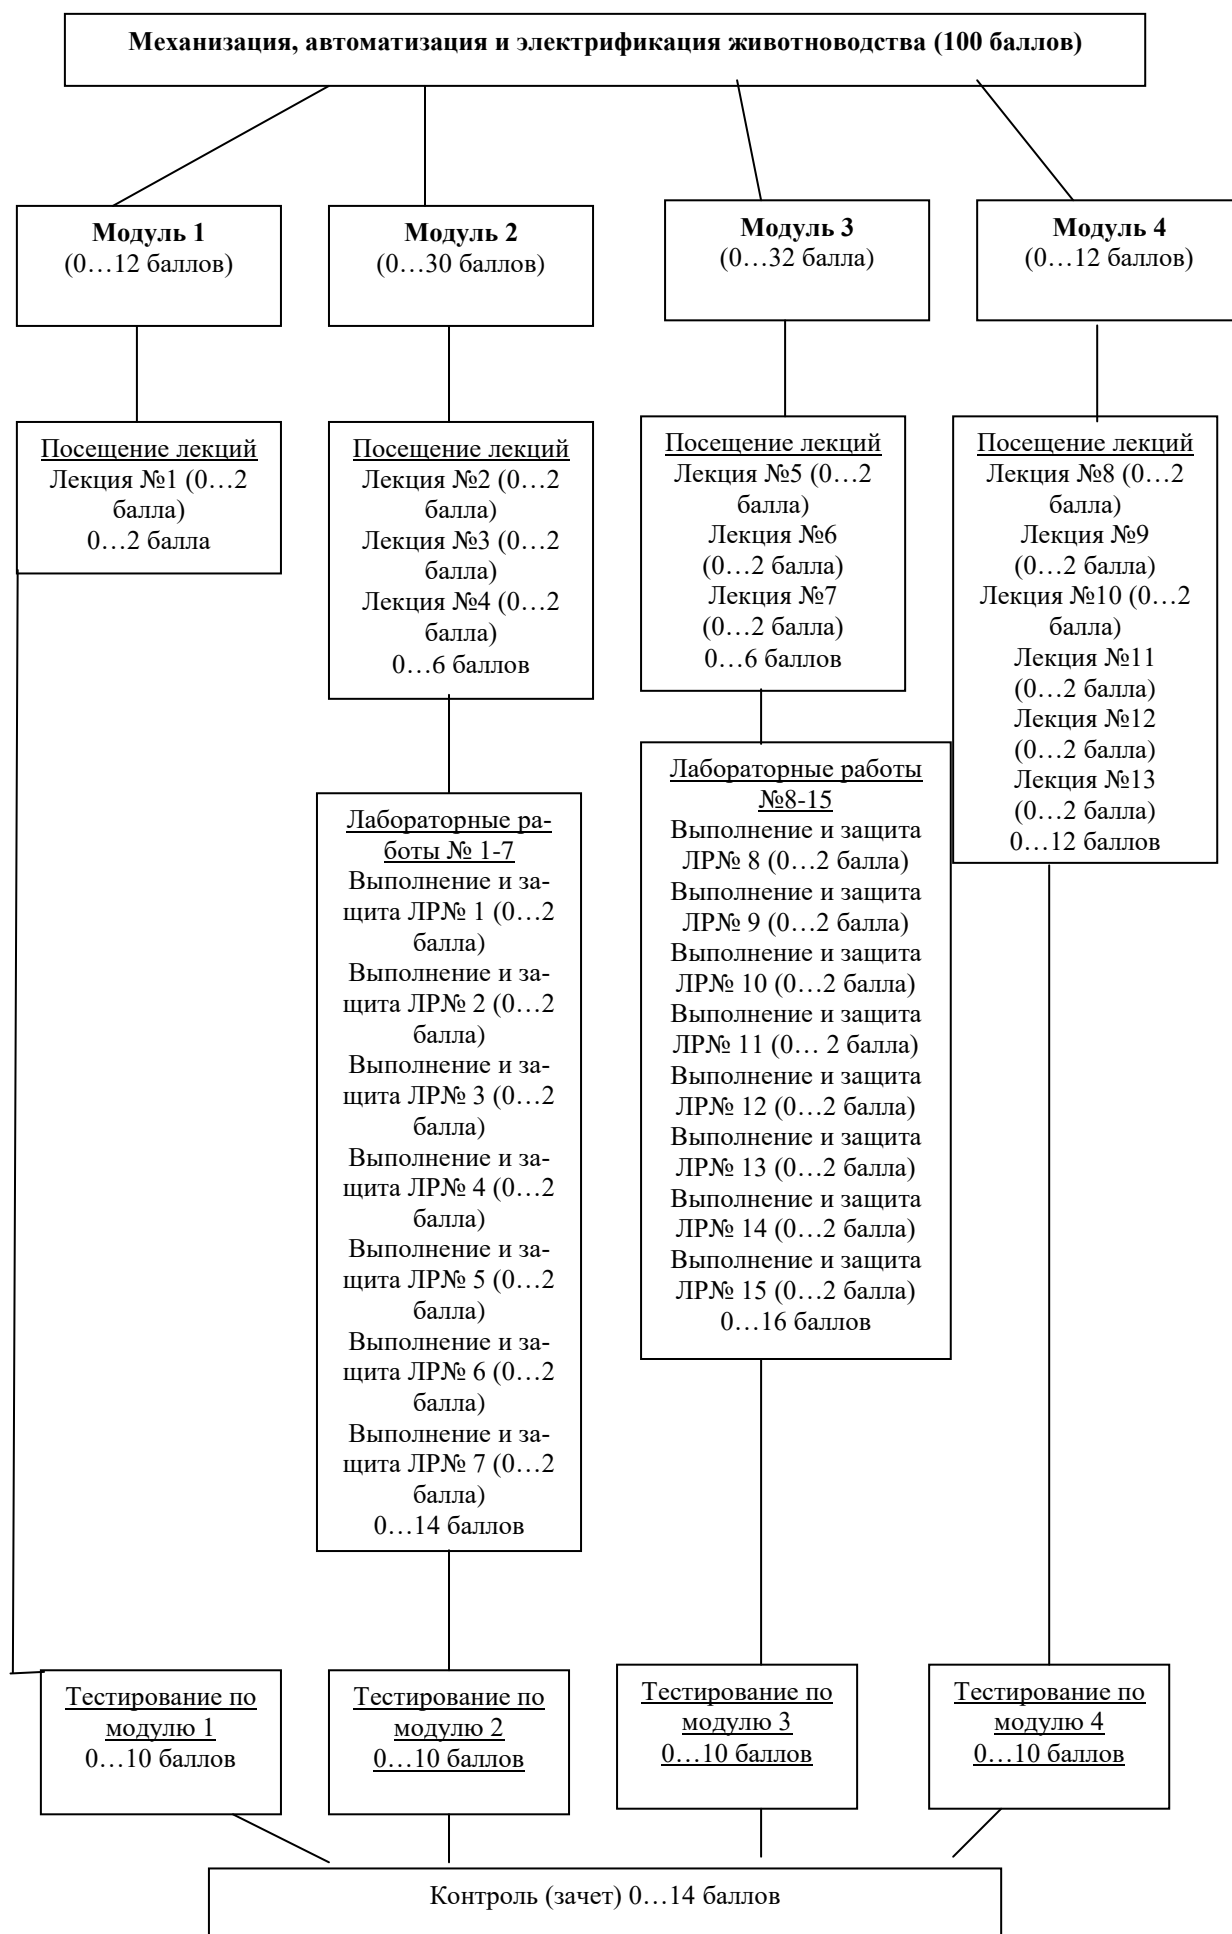 Механизация, автоматизация и электрификация животноводства (100 баллов)
Модуль 1
(0…12 баллов)
Модуль 2
(0…30 баллов)
Модуль 3
(0…32 балла)
Модуль 4
(0…12 баллов)
Посещение лекций
Лекция №1 (0…2
балла)
0…2 балла
Посещение лекций
Лекция №2 (0…2
балла)
Лекция №3 (0…2
балла)
Лекция №4 (0…2
балла)
0…6 баллов
Посещение лекций
Лекция №5 (0…2
балла)
Лекция №6
(0…2 балла)
Лекция №7
(0…2 балла)
0…6 баллов
Посещение лекций
Лекция №8 (0…2
балла)
Лекция №9
(0…2 балла)
Лекция №10 (0…2
балла)
Лекция №11
(0…2 балла)
Лекция №12
(0…2 балла)
Лекция №13
(0…2 балла)
0…12 баллов
Лабораторные ра-
боты № 1-7
Выполнение и за-
щита ЛР№ 1 (0…2
балла)
Выполнение и за-
щита ЛР№ 2 (0…2
балла)
Выполнение и за-
щита ЛР№ 3 (0…2
балла)
Выполнение и за-
щита ЛР№ 4 (0…2
балла)
Выполнение и за-
щита ЛР№ 5 (0…2
балла)
Выполнение и за-
щита ЛР№ 6 (0…2
балла)
Выполнение и за-
щита ЛР№ 7 (0…2
балла)
0…14 баллов
Лабораторные работы
№8-15
Выполнение и защита
ЛР№ 8 (0…2 балла)
Выполнение и защита
ЛР№ 9 (0…2 балла)
Выполнение и защита
ЛР№ 10 (0…2 балла)
Выполнение и защита
ЛР№ 11 (0… 2 балла)
Выполнение и защита
ЛР№ 12 (0…2 балла)
Выполнение и защита
ЛР№ 13 (0…2 балла)
Выполнение и защита
ЛР№ 14 (0…2 балла)
Выполнение и защита
ЛР№ 15 (0…2 балла)
0…16 баллов
Тестирование по
модулю 1
0…10 баллов
Тестирование по
модулю 2
0…10 баллов
Тестирование по
модулю 3
0…10 баллов
Тестирование по
модулю 4
0…10 баллов
Контроль (зачет) 0…14 баллов